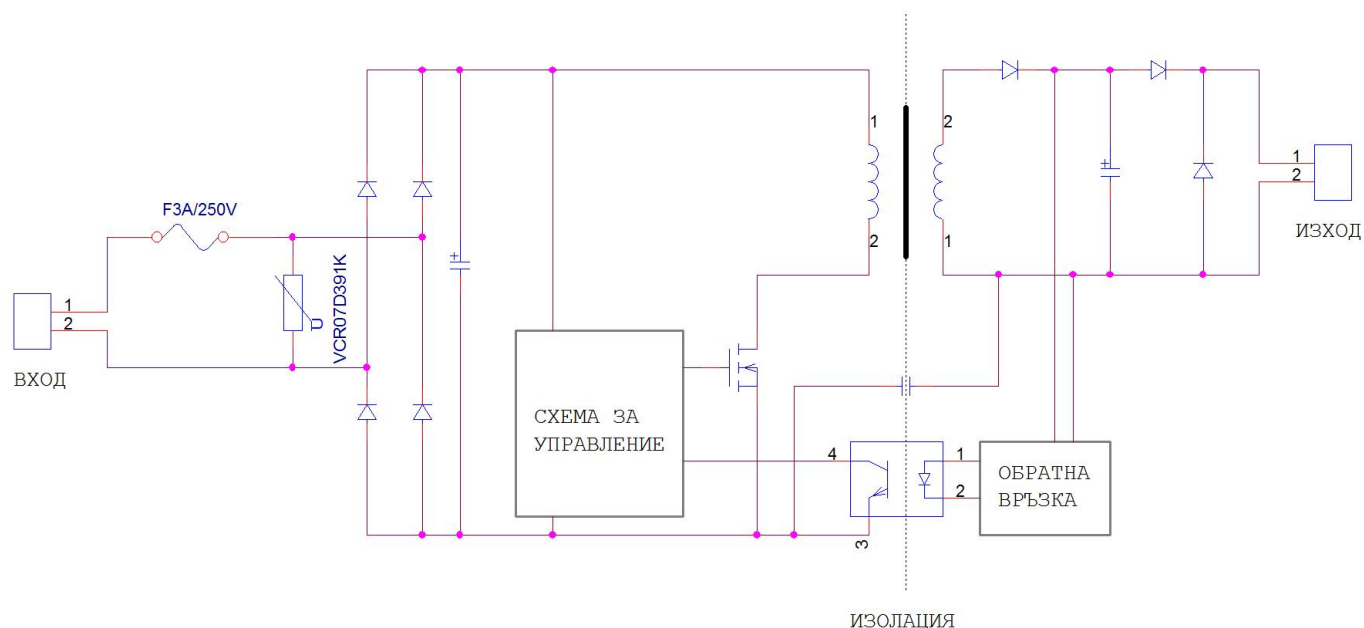 F3A/250V
VCR07D391K
U
1
2
ВХОД
СХЕМА ЗА
УПРАВЛЕНИЕ
1
2
2
1
4
3
1
2
ОБРАТНА
ВРЪЗКА
1
2
ИЗХОД
ИЗОЛАЦИЯ